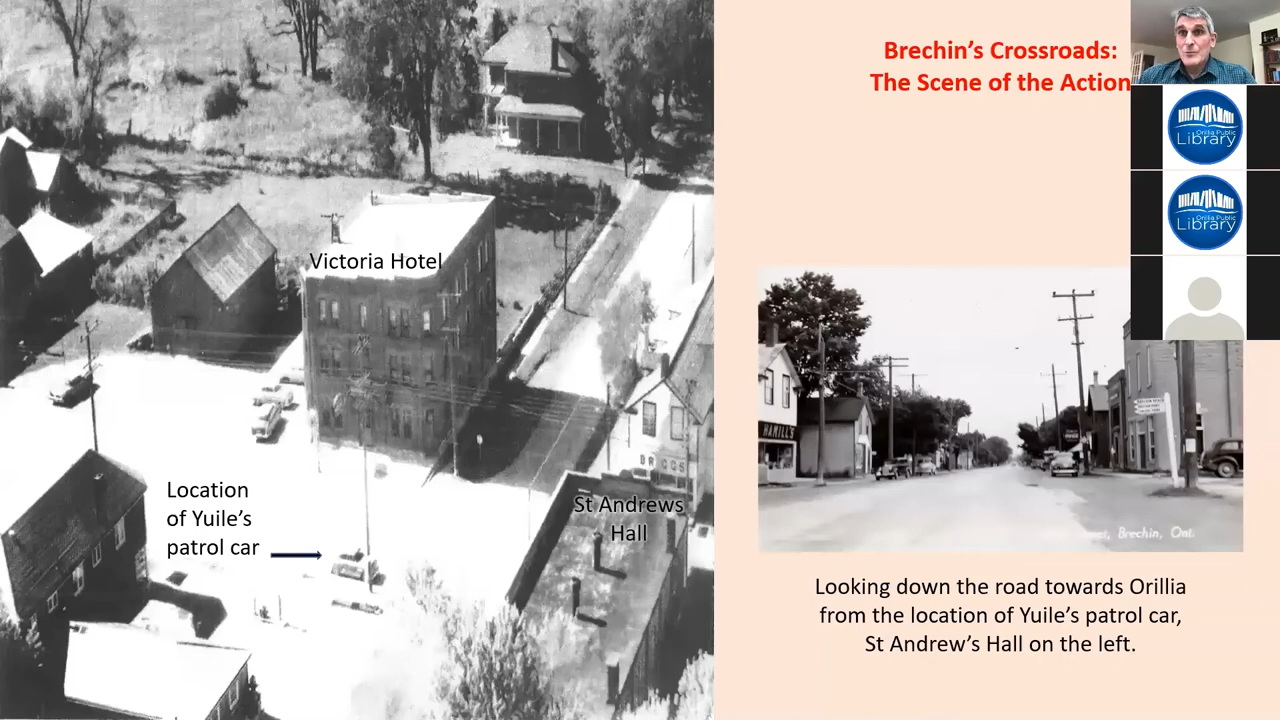 Brechin's Crossroads:
The Scene of the Action
Orillia Public
Library
Orillia Public
Library
Victoria Hotel
Location
of Yuile's
patrol car
St Andrews
Hall
DRUGS
HAMILL'S
Brechin, Ont.
Looking down the road towards Orillia
from the location of Yuile's patrol car,
St Andrew's Hall on the left.